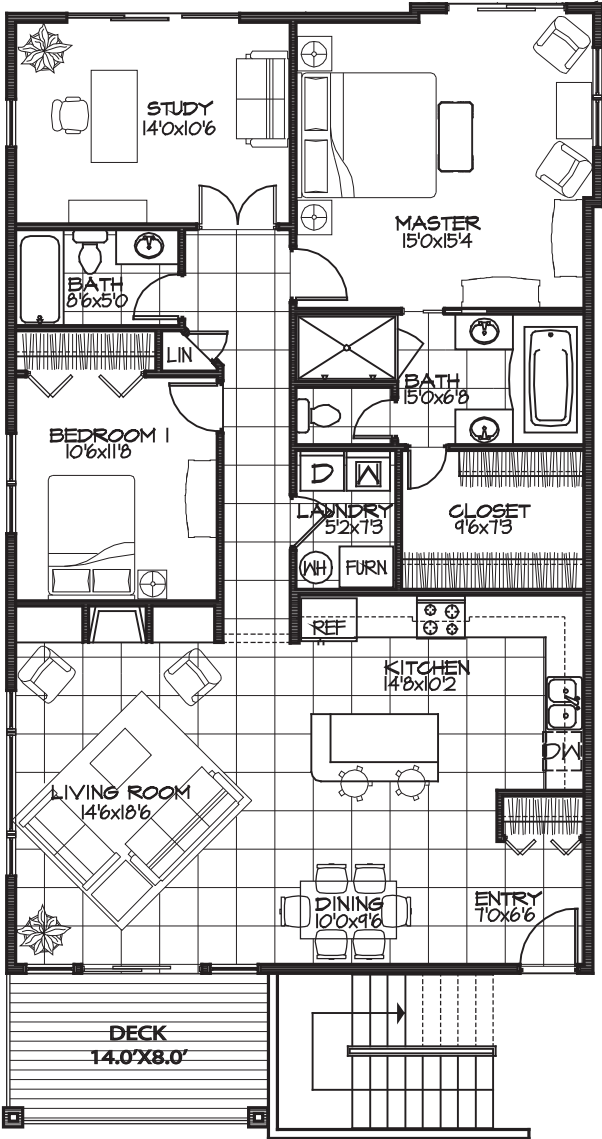 STUDY
14'0x10'6
MASTER
15'0x15'4
BATH
8'6x5'0
LIN
BATH
15'0x6'8
BEDROOM 1
10'6x11'8
D
W
LAUNDRY
5'2x7'3
CLOSET
9'6x7'3
WH
FURN
REF
KITCHEN
14'8x10'2
DW
LIVING ROOM
14'6x18'6
DINING
10'0x9'6
ENTRY
7'0x6'6
DECK
14.0'X8.0'